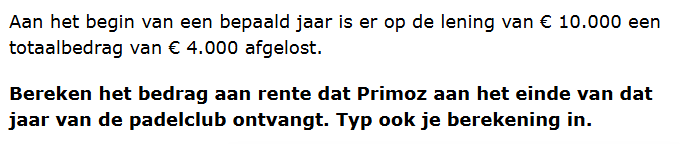 Aan het begin van een bepaald jaar is er op de lening van € 10.000 een
totaalbedrag van € 4.000 afgelost.
Bereken het bedrag aan rente dat Primoz aan het einde van dat
jaar van de padelclub ontvangt. Typ ook je berekening in.